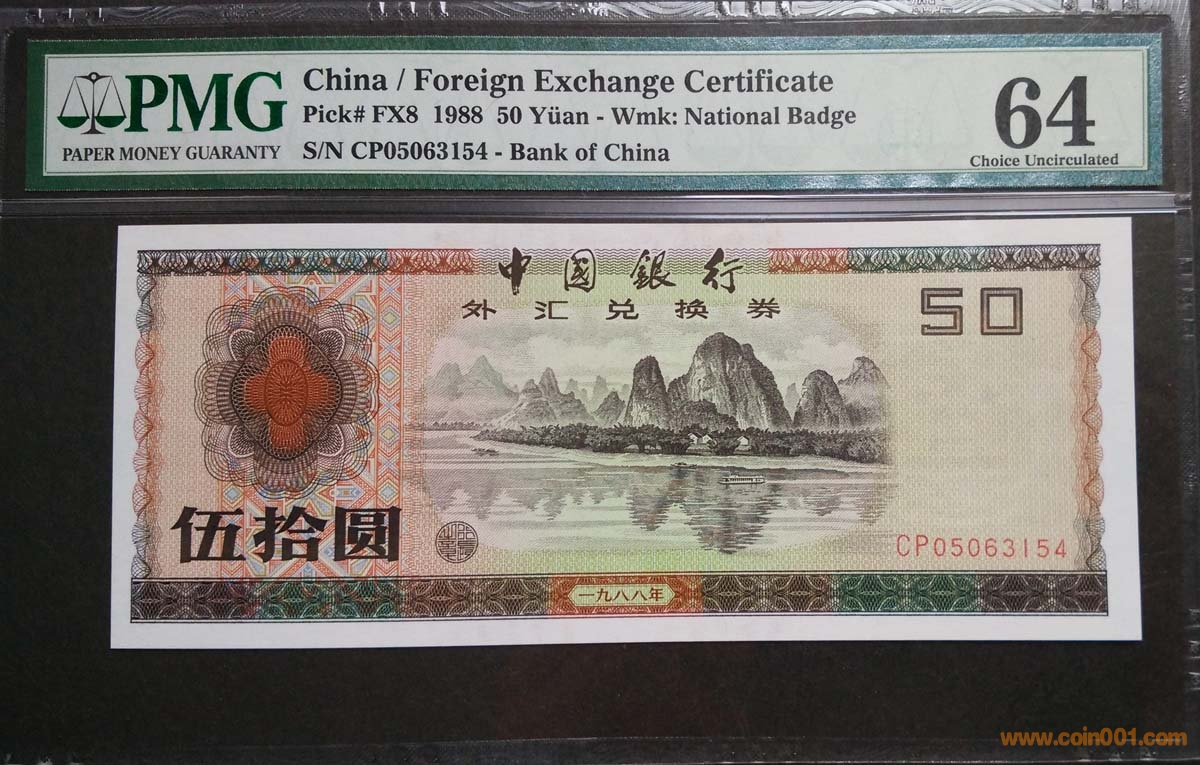 PMG
PAPER MONEY GUARANTY
China / Foreign Exchange Certificate
Pick# FX8 1988 50 Yüan - Wmk: National Badge
S/N CP05063154 - Bank of China
64
Choice Uncirculated
中國銀行
外汇兑换券
50
伍拾圆
CP05063154
一九八八年
www.coin001.com